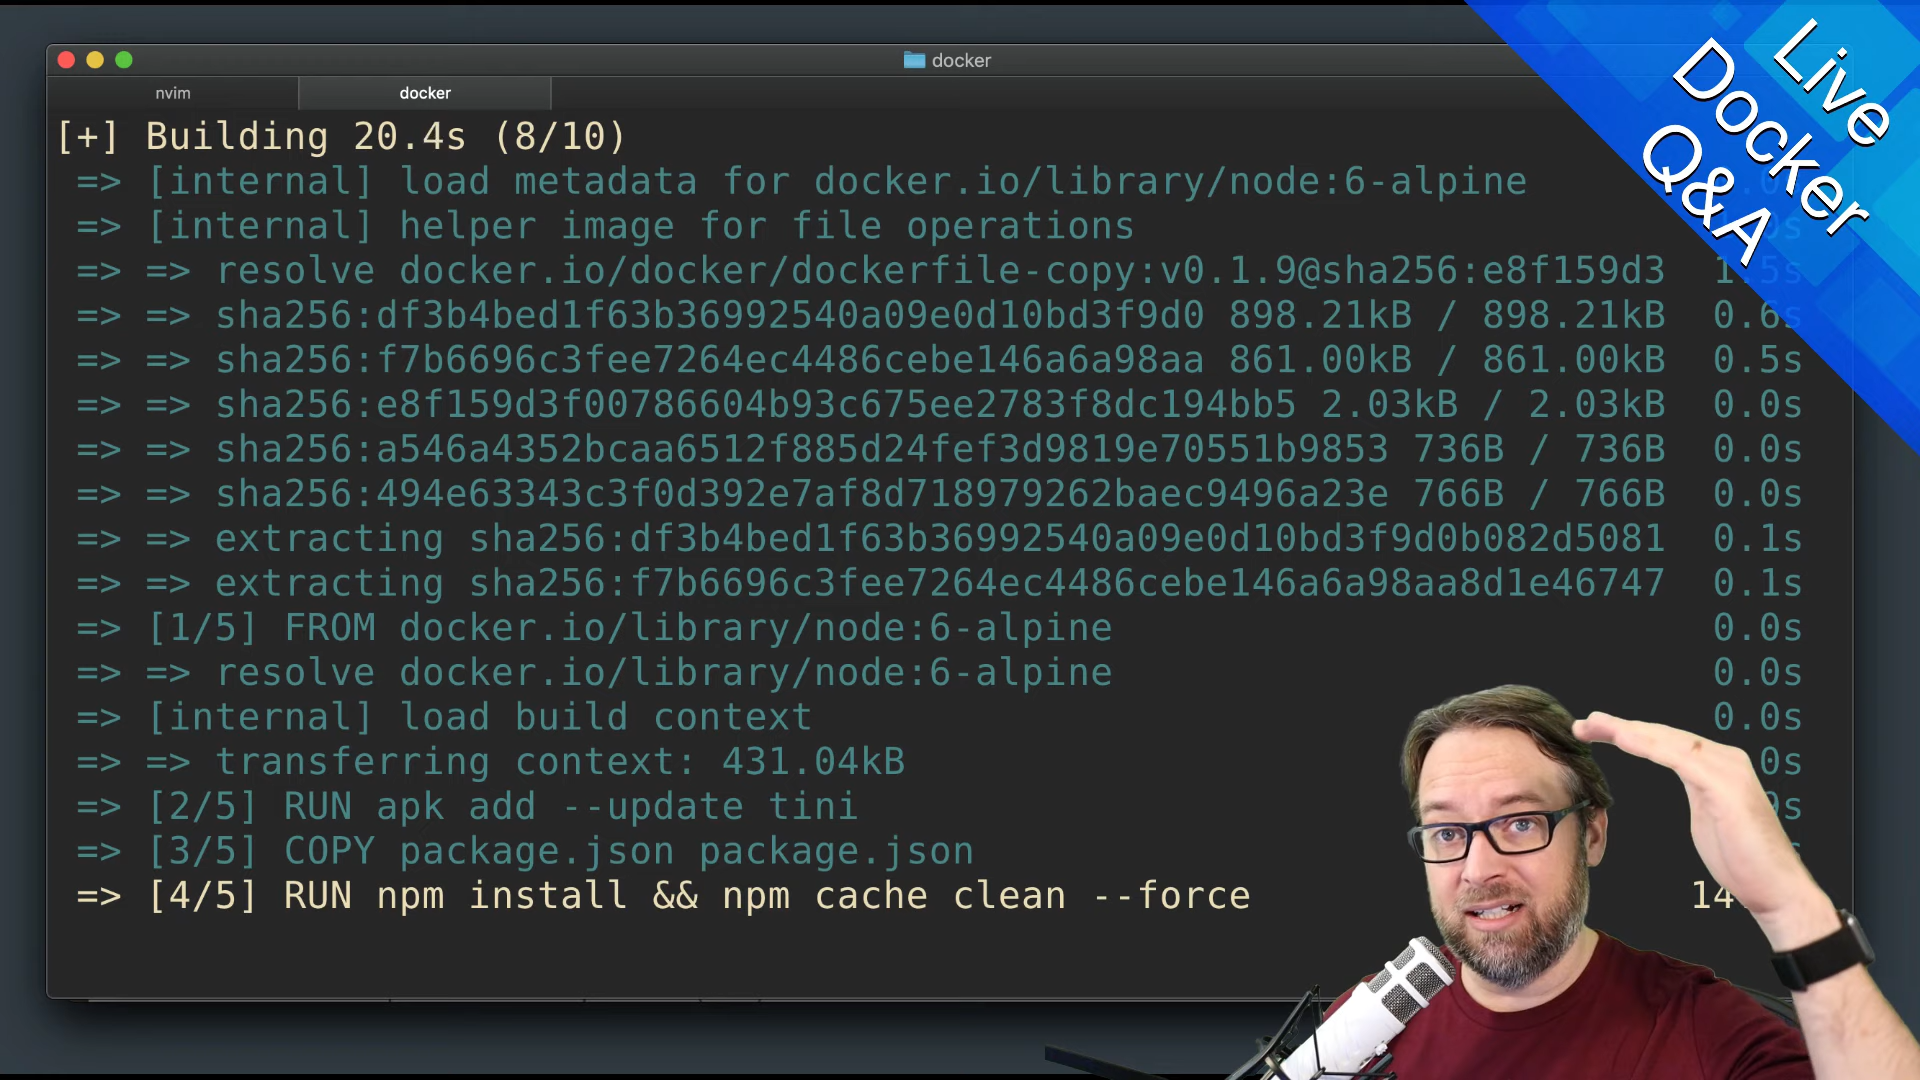 docker
nvim
docker
Live
Docker
Q&A
[+] Building 20.4s (8/10)
=> [internal] load metadata for docker.io/library/node:6-alpine
=> [internal] helper image for file operations
=> => resolve docker.io/docker/dockerfile-copy:v0.1.9@sha256:e8f159d3 1.5s
=> => sha256:df3b4bed1f63b36992540a09e0d10bd3f9d0 898.21kB / 898.21kB 0.6s
=> => sha256:f7b6696c3fee7264ec4486cebe146a6a98aa 861.00kB / 861.00kB 0.5s
=> => sha256:e8f159d3f00786604b93c675ee2783f8dc194bb5 2.03kB / 2.03kB 0.0s
=> => sha256:a546a4352bcaa6512f885d24fef3d9819e70551b9853 736B / 736B 0.0s
=> => sha256:494e63343c3f0d392e7af8d718979262baec9496a23e 766B / 766B 0.0s
=> => extracting sha256:df3b4bed1f63b36992540a09e0d10bd3f9d0b082d5081 0.1s
=> => extracting sha256:f7b6696c3fee7264ec4486cebe146a6a98aa8d1e46747 0.1s
=> [1/5] FROM docker.io/library/node:6-alpine 0.0s
=> => resolve docker.io/library/node:6-alpine 0.0s
=> [internal] load build context 0.0s
=> => transferring context: 431.04kB
=> [2/5] RUN apk add --update tini
=> [3/5] COPY package.json package.json
=> [4/5] RUN npm install && npm cache clean --force